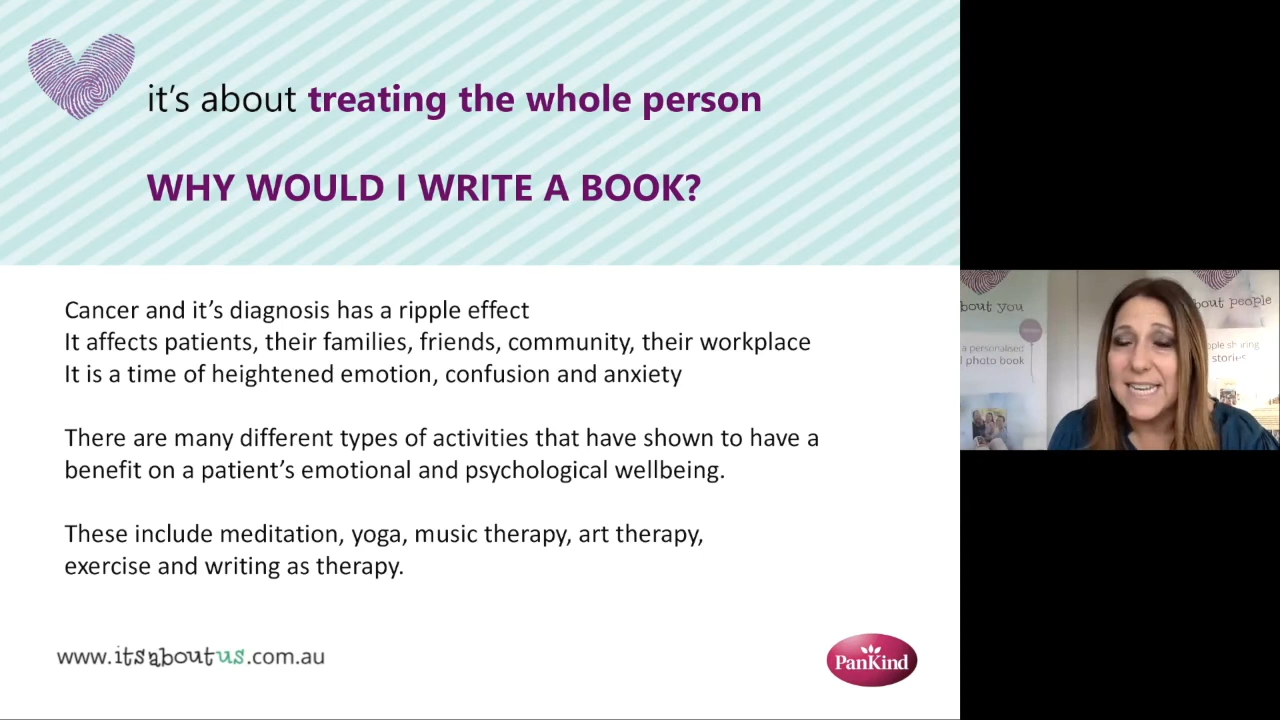 it's about treating the whole person
WHY WOULD I WRITE A BOOK?
Cancer and it's diagnosis has a ripple effect
It affects patients, their families, friends, community, their workplace
It is a time of heightened emotion, confusion and anxiety
There are many different types of activities that have shown to have a
benefit on a patient's emotional and psychological wellbeing.
These include meditation, yoga, music therapy, art therapy,
exercise and writing as therapy.
www.itsaboutus.com.au
PanKind
bout you
a personalised
photo book
bout people
stories